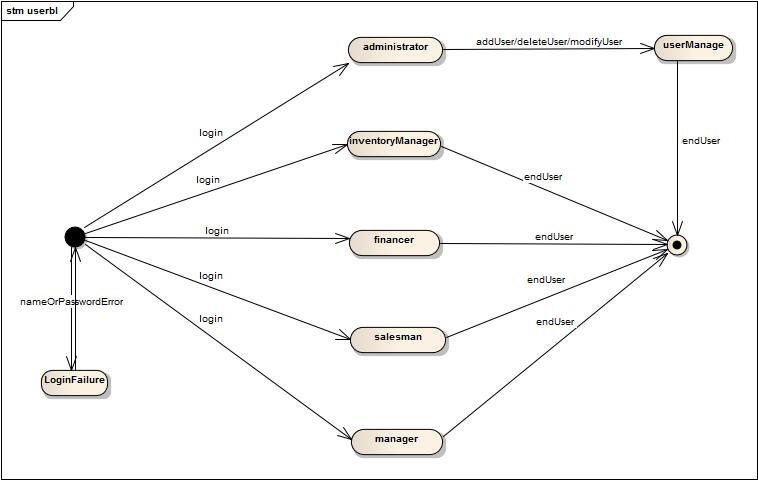 stm userbl
administrator
addUser/deleteUser/modifyUser
userManage
login
inventoryManager
endUser
login
endUser
login
financer
endUser
login
endUser
nameOrPasswordError
login
salesman
endUser
LoginFailure
manager